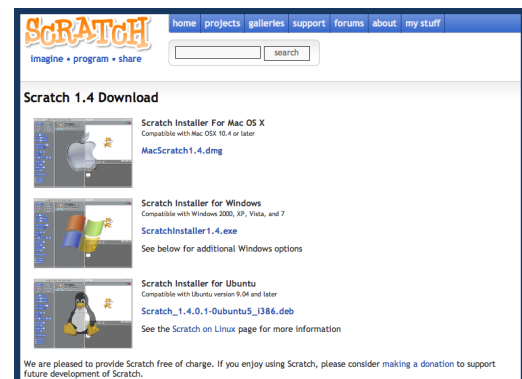 SCRATCH
imagine • program • share
home projects galleries support forums about my stuff
search
Scratch 1.4 Download
Scratch Installer For Mac OS X
Compatible with Mac OSX 10.4 or later
MacScratch1.4.dmg
Scratch Installer for Windows
Compatible with Windows 2000, XP, Vista, and 7
ScratchInstaller1.4.exe
See below for additional Windows options
Scratch Installer for Ubuntu
Compatible with Ubuntu version 9.04 and later
Scratch_1.4.0.1-0ubuntu5_i386.deb
See the Scratch on Linux page for more information
We are pleased to provide Scratch free of charge. If you enjoy using Scratch, please consider making a donation to support
future development of Scratch.